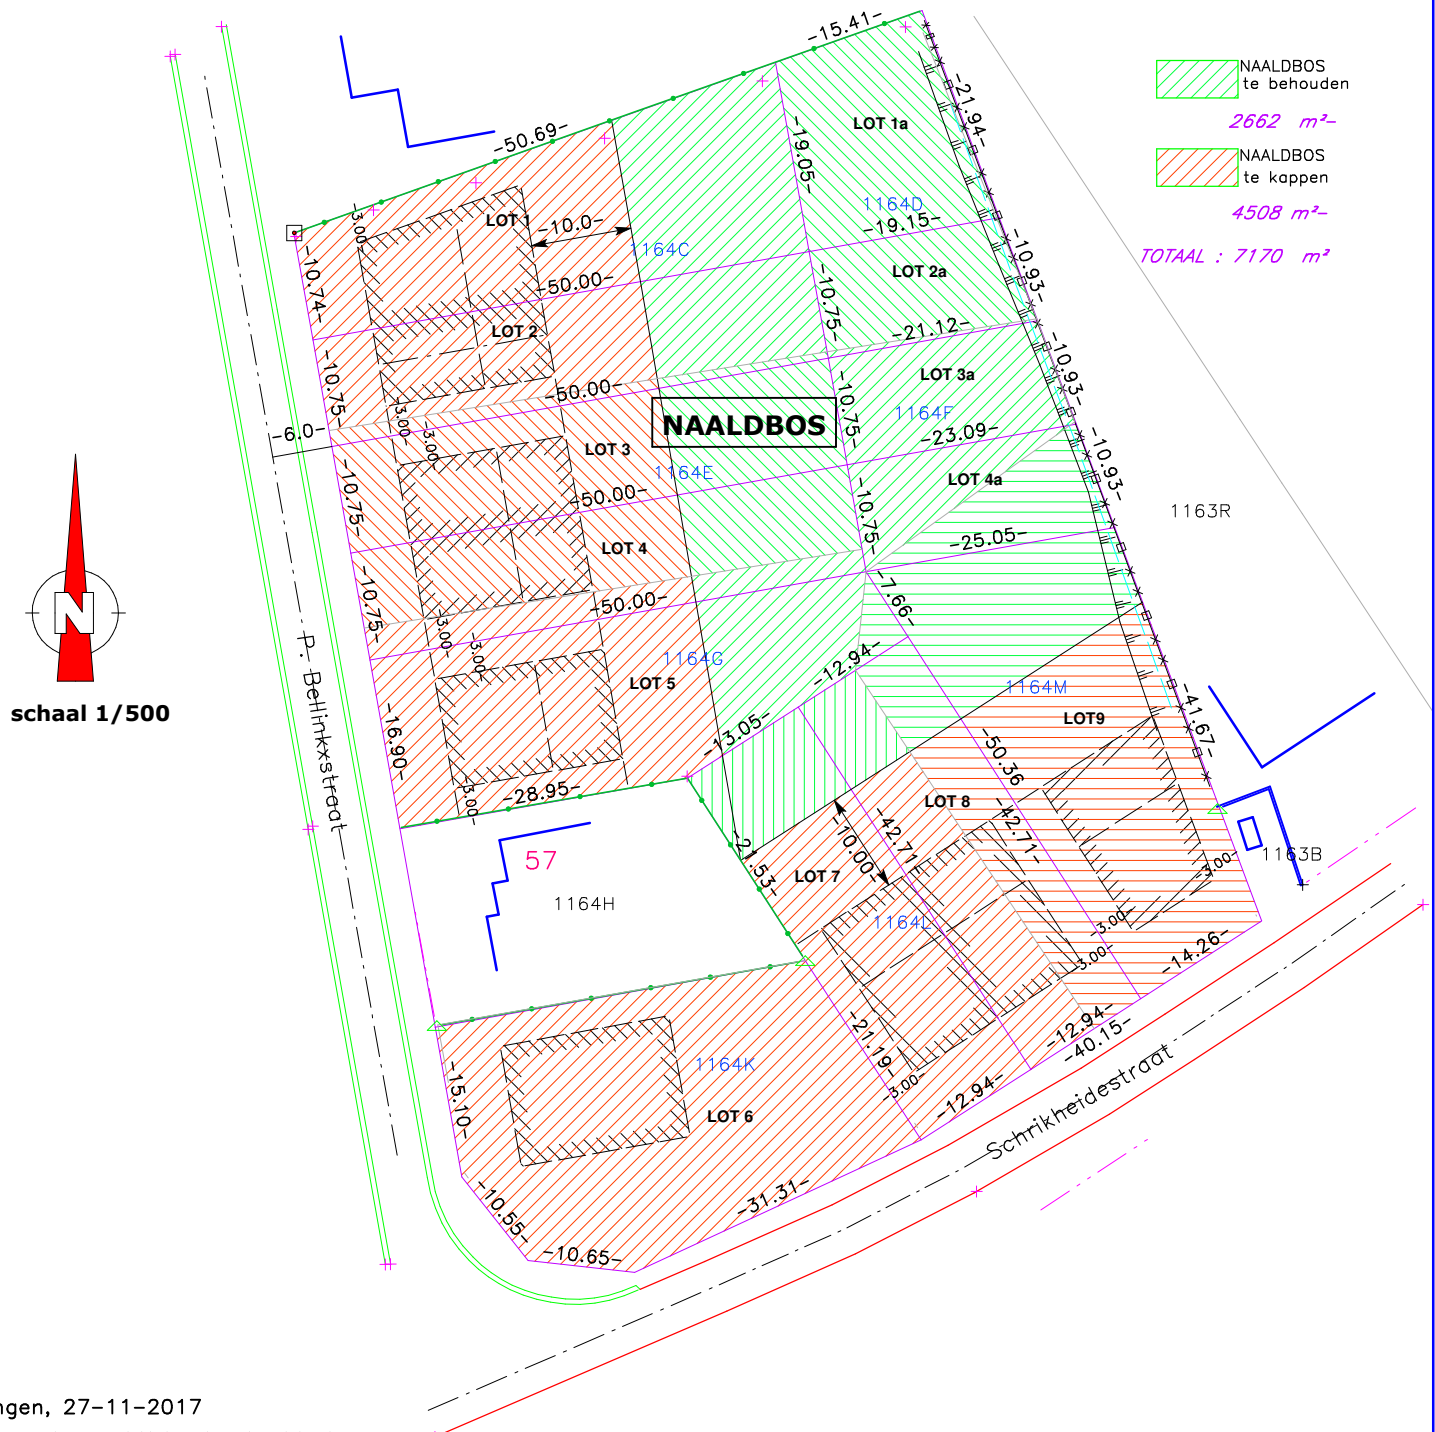 -15.41-
-50.69-
-21.94-
NAALDBOS
te behouden
2662 m²-
NAALDBOS
te kappen
4508 m²-
TOTAAL : 7170 m²
LOT 1a
-19.05-
1164D
-19.15-
-3.00-
LOT 1
-10.0-
1164C
-10.74-
-50.00-
LOT 2a
-10.93-
-10.75-
LOT 2
-21.12-
-10.75-
-50.00-
LOT 3a
-10.93-
1164F
-10.75-
NAALDBOS
-23.09-
-6.0-
-3.00-
-3.00-
LOT 3
1164E
LOT 4a
-10.93-
-10.75-
-50.00-
-10.75-
1163R
LOT 4
-25.05-
-10.75-
-50.00-
-7.66-
N
schaal 1/500
-3.00-
-3.00-
1164G
-12.94-
LOT 5
1164M
LOT9
-41.67-
P. Bellinkxstraat
-16.90-
-13.05-
-50.36
-28.95-
-3.00-
LOT 8
57
-21.53-
-10.00-
-42.71-
-42.71-
1163B
LOT 7
-3.00-
1164H
1164L
-3.00-
-3.00-
-14.26-
-21.19-
-12.94-
-40.15-
-15.10-
1164K
-3.00-
LOT 6
-12.94-
Schrikheidestraat
-31.31-
-10.55-
-10.65-
ngen, 27-11-2017